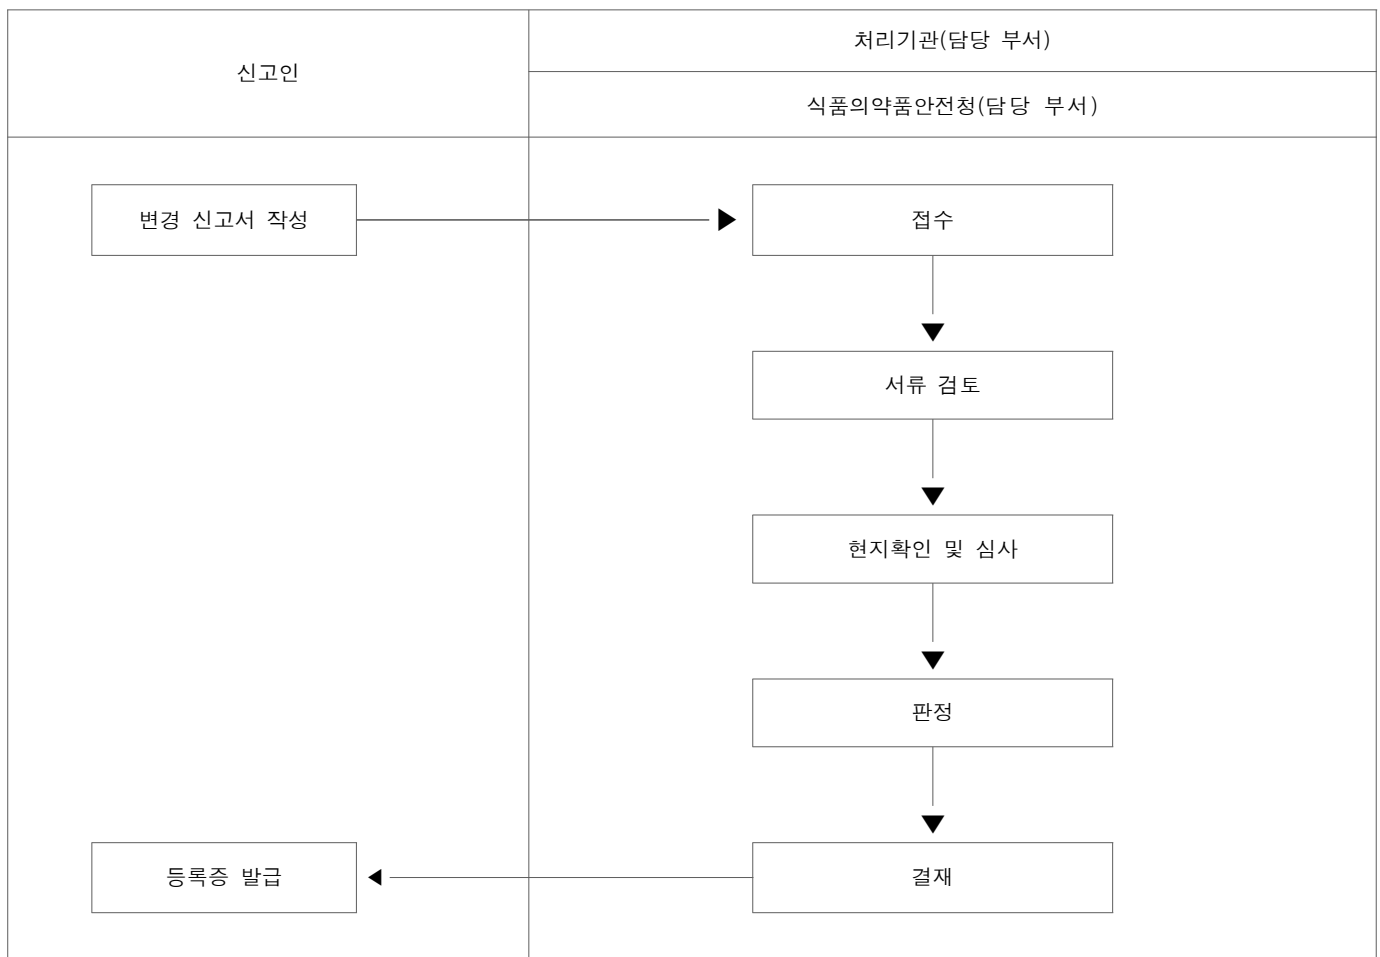 신고인
처리기관(담당 부서)
식품의약품안전청(담당 부서)
변경 신고서 작성
접수
서류 검토
현지확인 및 심사
판정
등록증 발급
결재